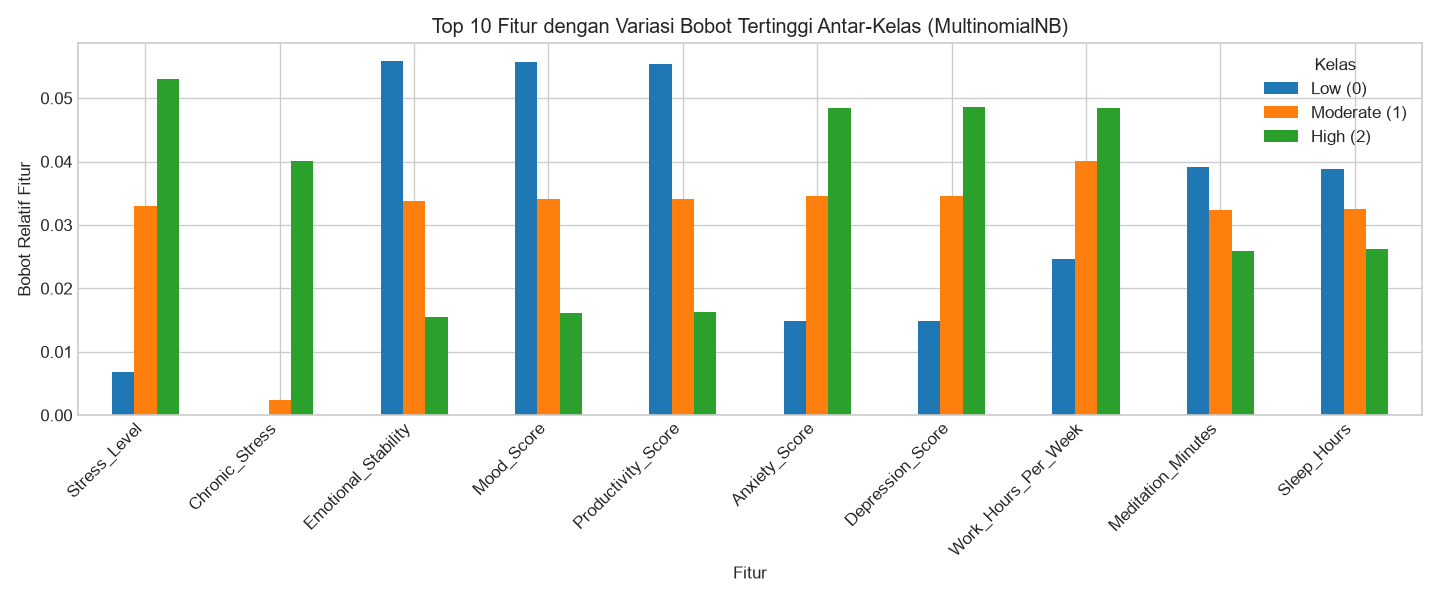 Top 10 Fitur dengan Variasi Bobot Tertinggi Antar-Kelas (MultinomialNB)
Bobot Relatif Fitur
0.05
0.04
0.03
0.02
0.01
0.00
Kelas
Low (0)
Moderate (1)
High (2)
Stress_Level
Chronic_Stress
Emotional_Stability
Mood_Score
Productivity_Score
Anxiety_Score
Depression_Score
Work_Hours_Per_Week
Meditation_Minutes
Sleep_Hours
Fitur